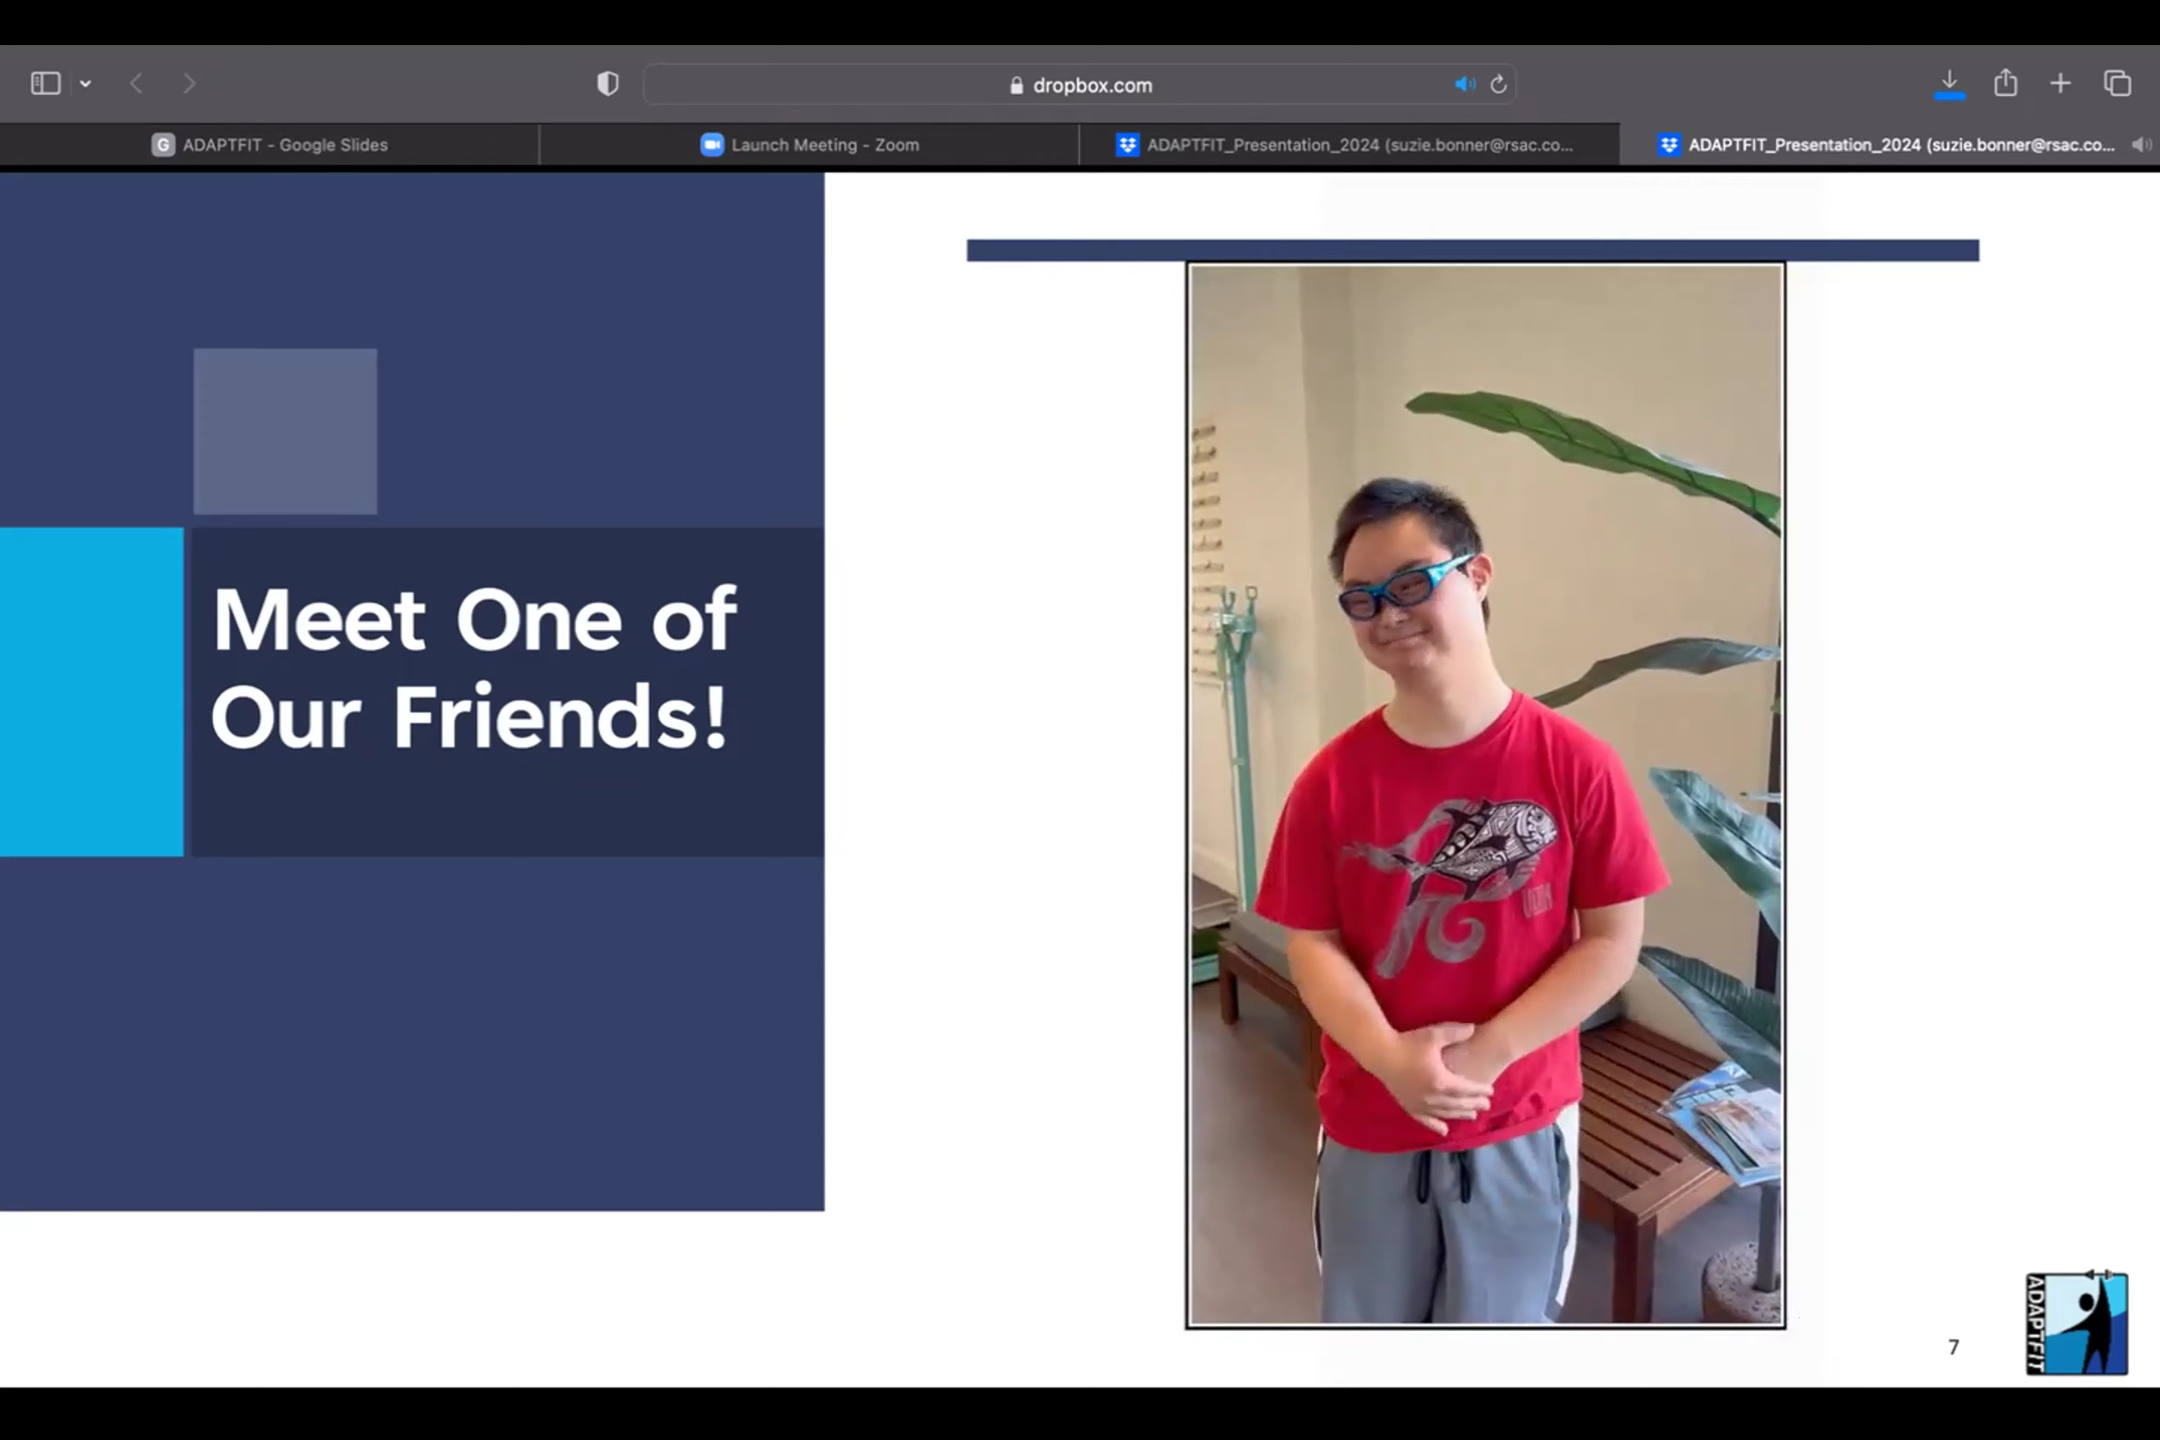 dropbox.com
ADAPTFIT - Google Slides
Launch Meeting - Zoom
ADAPTFIT_Presentation_2024 (suzie.bonner@rsac.co...
ADAPTFIT_Presentation_2024 (suzie.bonner@rsac.co...
Meet One of
Our Friends!
7
ADAPTFIT